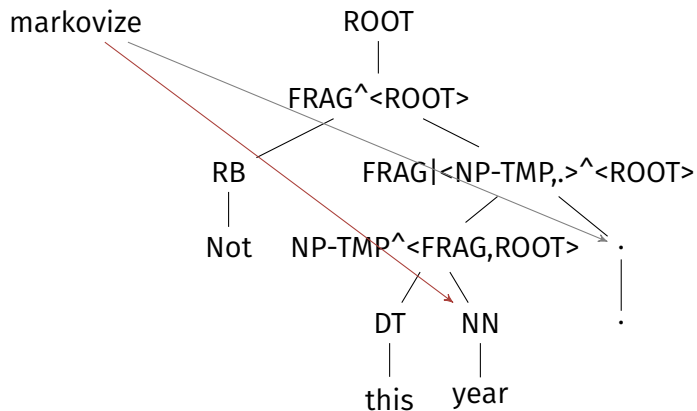 markovize ROOT
FRAG^<ROOT>
RB FRAG|<NP-TMP,.>^<ROOT>
Not NP-TMP^<FRAG,ROOT> .
DT NN .
this year